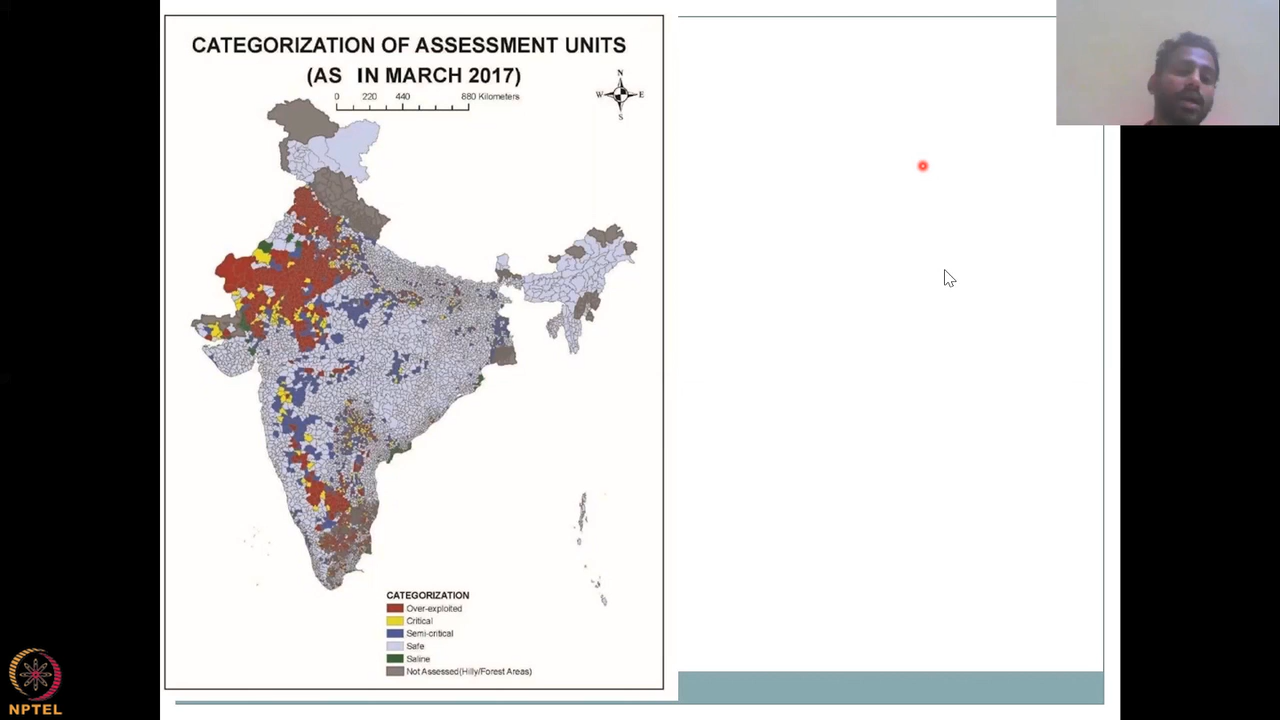 CATEGORIZATION OF ASSESSMENT UNITS
(AS IN MARCH 2017)
N
W E
S
0 220 440 880 Kilometers
CATEGORIZATION
Over-exploited
Critical
Semi-critical
Safe
Saline
Not Assessed(Hilly/Forest Areas)
NPTEL